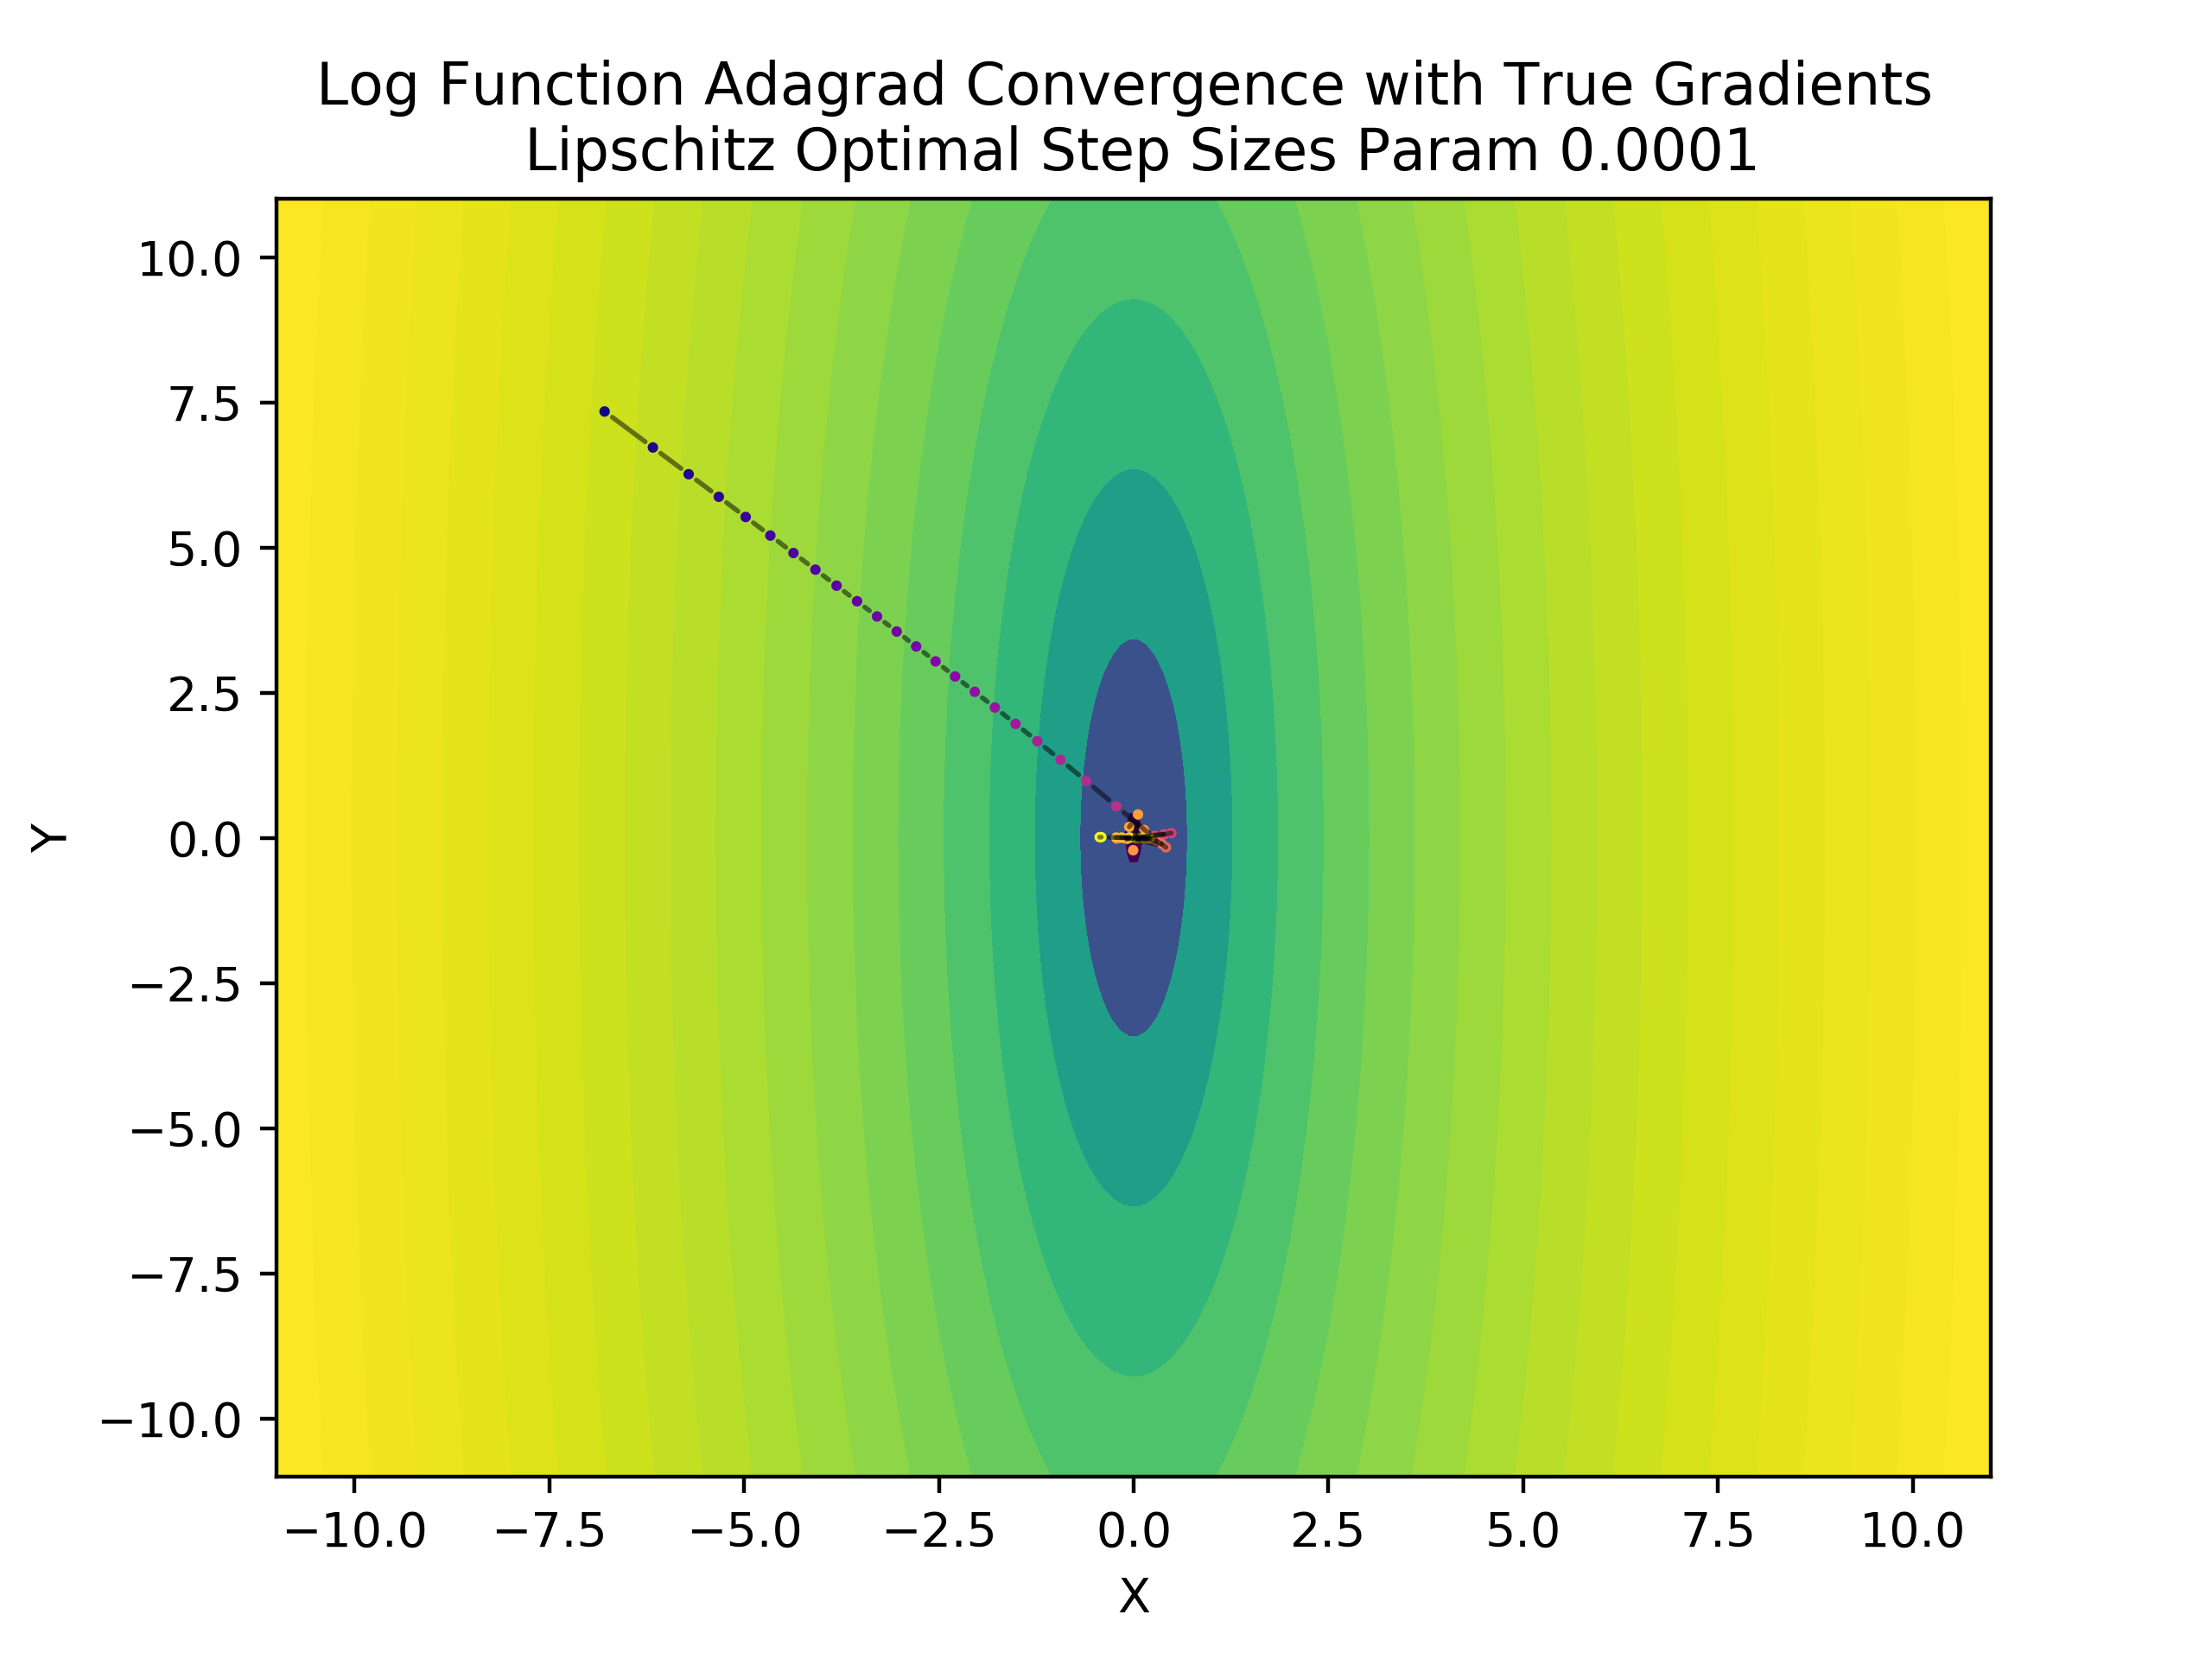 Log Function Adagrad Convergence with True Gradients
Lipschitz Optimal Step Sizes Param 0.0001
10.0
7.5
5.0
2.5
0.0
−2.5
−5.0
−7.5
−10.0
Y
−10.0 −7.5 −5.0 −2.5 0.0 2.5 5.0 7.5 10.0
X